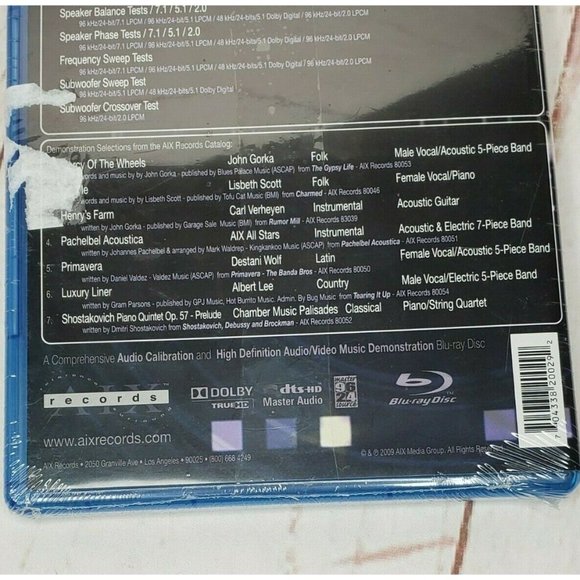 Speaker Balance Tests / 7.1 / 5.1 / 2.0
96 kHz/24-bit/7.1 LPCM / 96 kHz/24-bit/5.1 LPCM / 48 kHz/24-bits/5.1 Dolby Digital / 96 kHz/24-bit/2.0 LPCM
Speaker Phase Tests / 7.1 / 5.1 / 2.0
96 kHz/24-bit/7.1 LPCM / 96 kHz/24-bit/5.1 LPCM / 48 kHz/24-bits/5.1 Dolby Digital / 96 kHz/24-bit/2.0 LPCM
Frequency Sweep Tests
/24-bit/7.1 LPCM / 96 kHz/24-bit/5.1 LPCM / 48 kHz/24-bits/5.1 Dolby Digital / 96 kHz/24-bit/2.0 LPCM
Subwoofer Sweep Test
96 kHz/24-bit/5.1 LPCM / 48 kHz/24-bits/5.1 Dolby Digital
Subwoofer Crossover Test
96 kHz/24-bit/2.0 LPCM
Demonstration Selections from the AIX Records Catalog:
Of The Wheels John Gorka Folk Male Vocal/Acoustic 5-Piece Band
words and music by John Gorka, published by Blues Palace Music (ASCAP) from The Gypsy Life - AIX Records 80053
Lisbeth Scott Folk Female Vocal/Piano
words and music by Lisbeth Scott, published by Tofu Cat Music (BMI) from Charmed - AIX Records 80046
Henry's Farm Carl Verheyen Instrumental Acoustic Guitar
written by John Gorka, published by Garage Sale Music (BMI) from Rumor Mill - AIX Records 83039
4. Pachelbel Acoustica AIX All Stars Instrumental Acoustic & Electric 7-Piece Band
written by Johannes Pachelbel & arranged by Mark Waldrep - Kingkankoo Music (ASCAP) from Pachelbel Acoustica - AIX Records 80051
5. Primavera Destani Wolf Latin Female Vocal/Acoustic 5-Piece Band
written by Daniel Valdez - Valdez Music (ASCAP) from Primavera - The Banda Bros - AIX Records 80050
6. Luxury Liner Albert Lee Country Male Vocal/Electric 5-Piece Band
written by Gram Parsons - published by GPJ Music, Hot Burrito Music. Admin. By Bug Music from Tearing It Up - AIX Records 80054
7. Shostakovich Piano Quintet Op. 57 - Prelude Chamber Music Palisades Classical Piano/String Quartet
written by Dmitri Shostakovich from Shostakovich, Debussy and Brockman - AIX Records 80052
A Comprehensive Audio Calibration and High Definition Audio/Video Music Demonstration Blu-ray Disc
AIX
records
DOLBY
TRUEHD
dts-HD
Master Audio
MASTER
96
24
SOURCE
Blu-ray Disc
7 04338 20029 2
www.aixrecords.com
AIX Records • 2050 Granville Ave • Los Angeles • 90025 • (800) 668 4249
© & ℗ 2009 AIX Media Group. All Rights